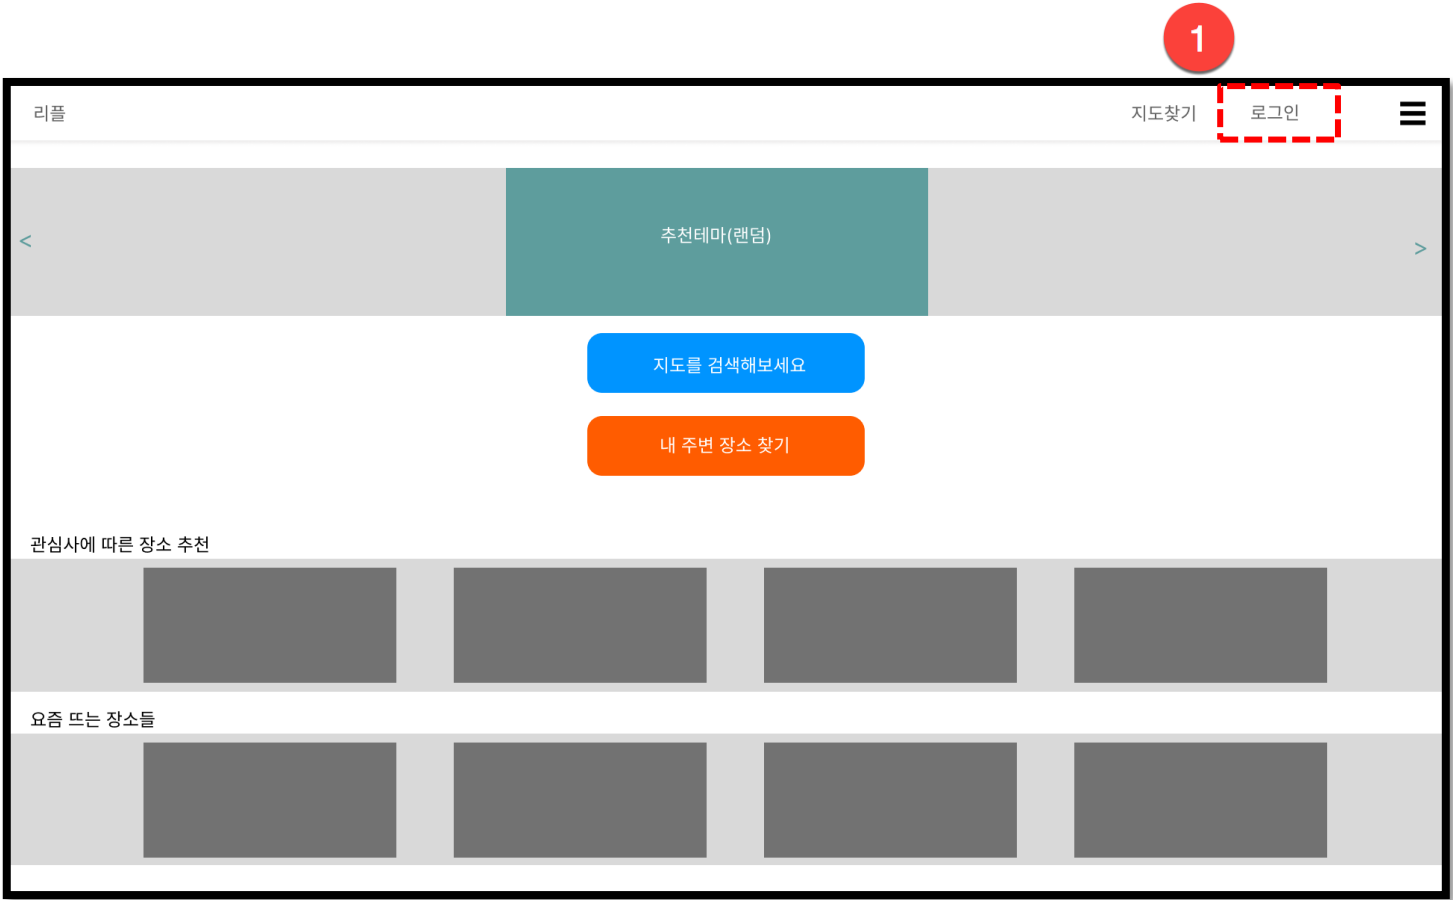 1
리플
지도찾기
로그인
<
추천테마(랜덤)
>
지도를 검색해보세요
내 주변 장소 찾기
관심사에 따른 장소 추천
요즘 뜨는 장소들